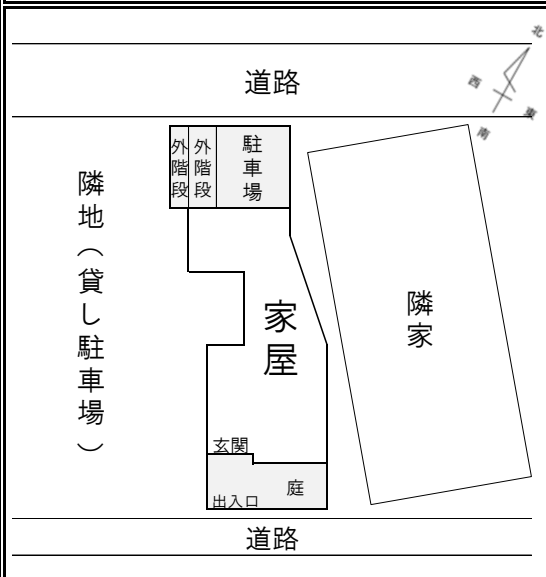 北
西
東
南
道路
外階段
外階段
駐車場
隣地（貸し駐車場）
家屋
隣家
玄関
庭
出入口
道路